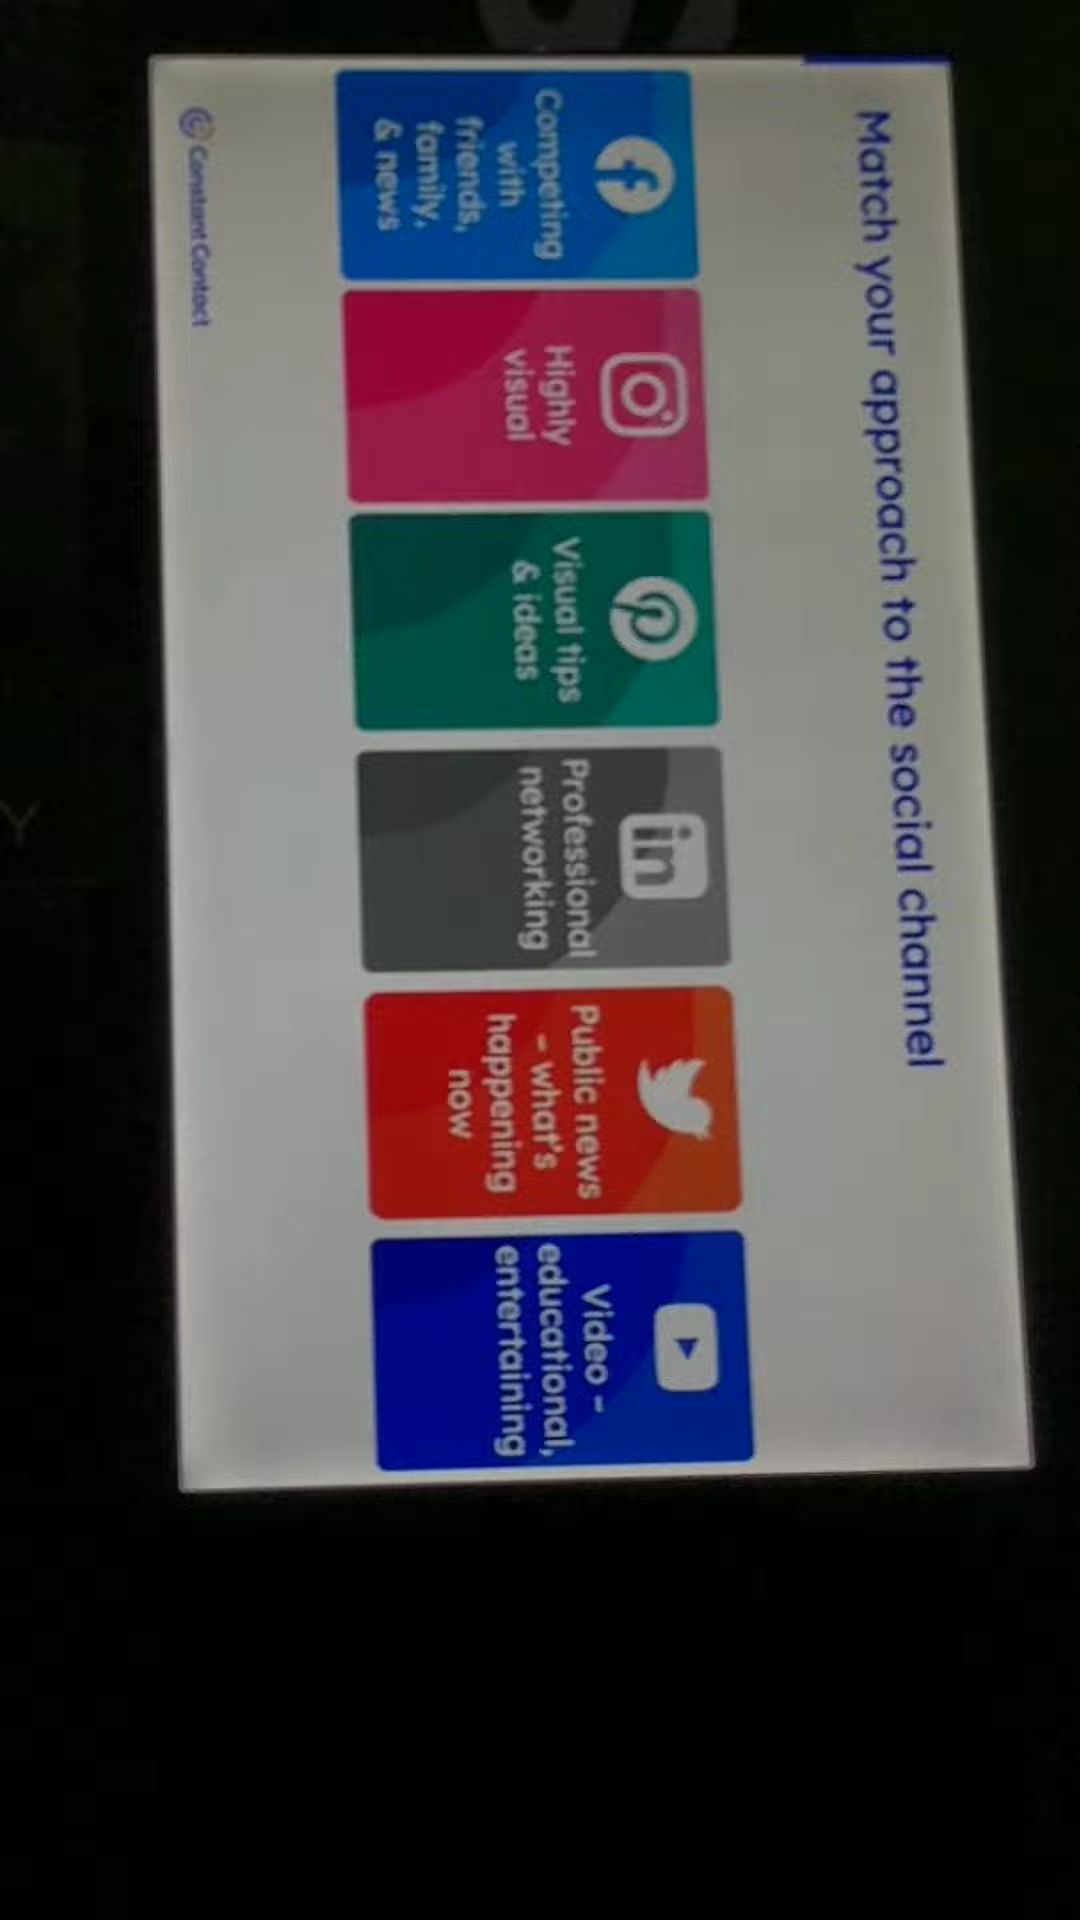 Match your approach to the social channel
Competing
with
friends,
family,
& news
Highly
visual
Visual tips
& ideas
in
Professional
networking
Public news
– what's
happening
now
Video –
educational,
entertaining
Constant Contact
Y